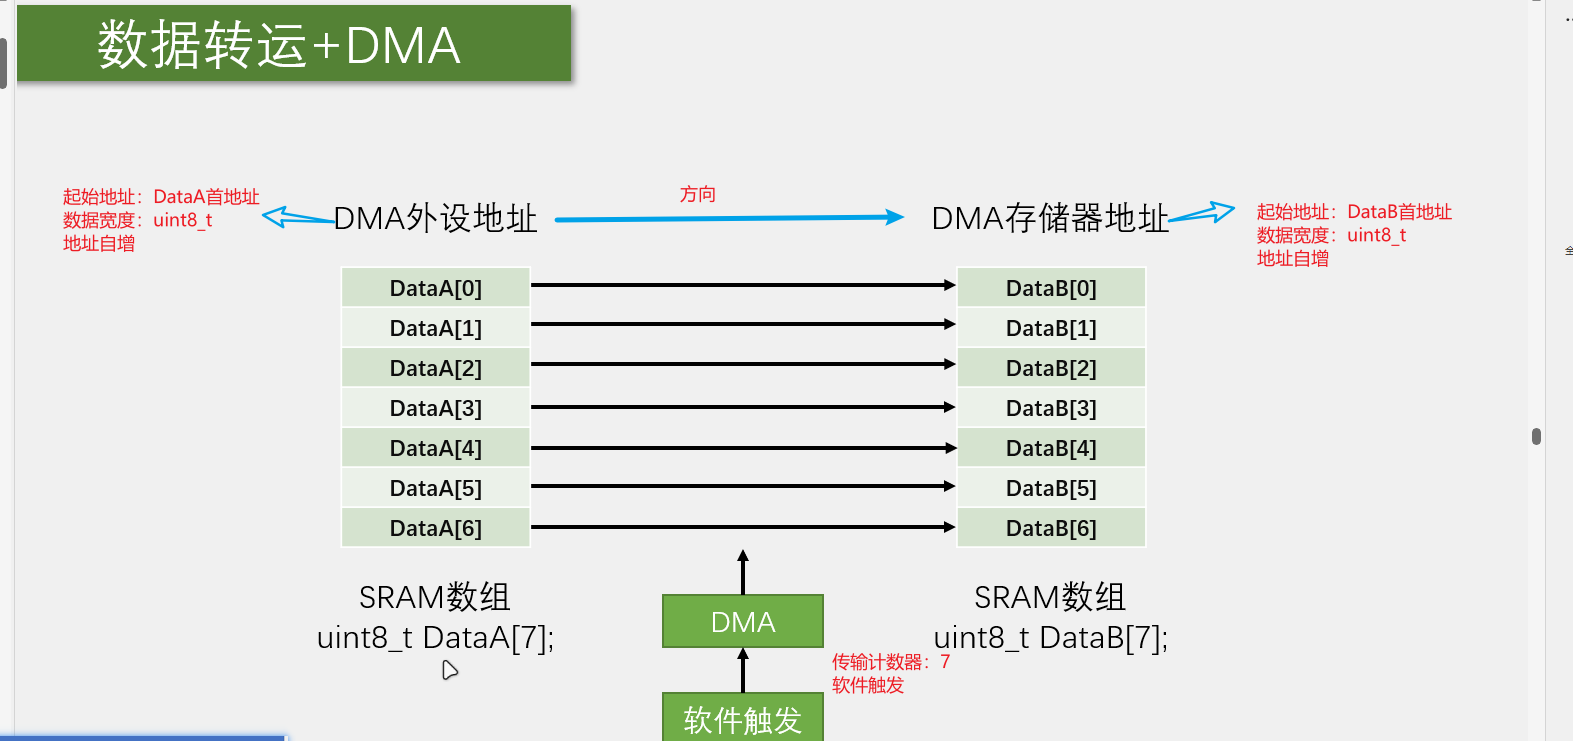 数据转运+DMA
方向
起始地址：DataA首地址
数据宽度：uint8_t
地址自增
DMA外设地址
DMA存储器地址
起始地址：DataB首地址
数据宽度：uint8_t
地址自增
DataA[0]
DataB[0]
DataA[1]
DataB[1]
DataA[2]
DataB[2]
DataA[3]
DataB[3]
DataA[4]
DataB[4]
DataA[5]
DataB[5]
DataA[6]
DataB[6]
SRAM数组
uint8_t DataA[7];
DMA
SRAM数组
uint8_t DataB[7];
传输计数器：7
软件触发
软件触发